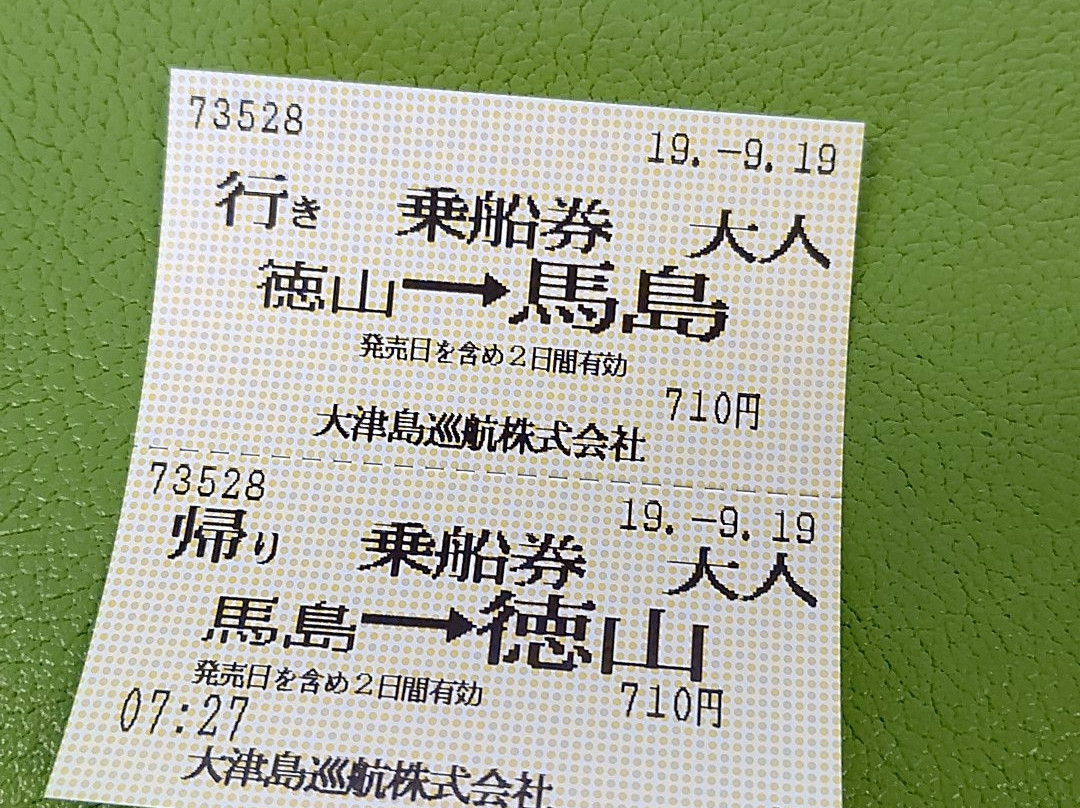 73528
19.-9.19
行き 乗船券 大人
徳山→馬島
発売日を含め2日間有効
710円
大津島巡航株式会社
73528
19.-9.19
帰り 乗船券 大人
馬島→徳山
発売日を含め2日間有効
710円
07:27
大津島巡航株式会社